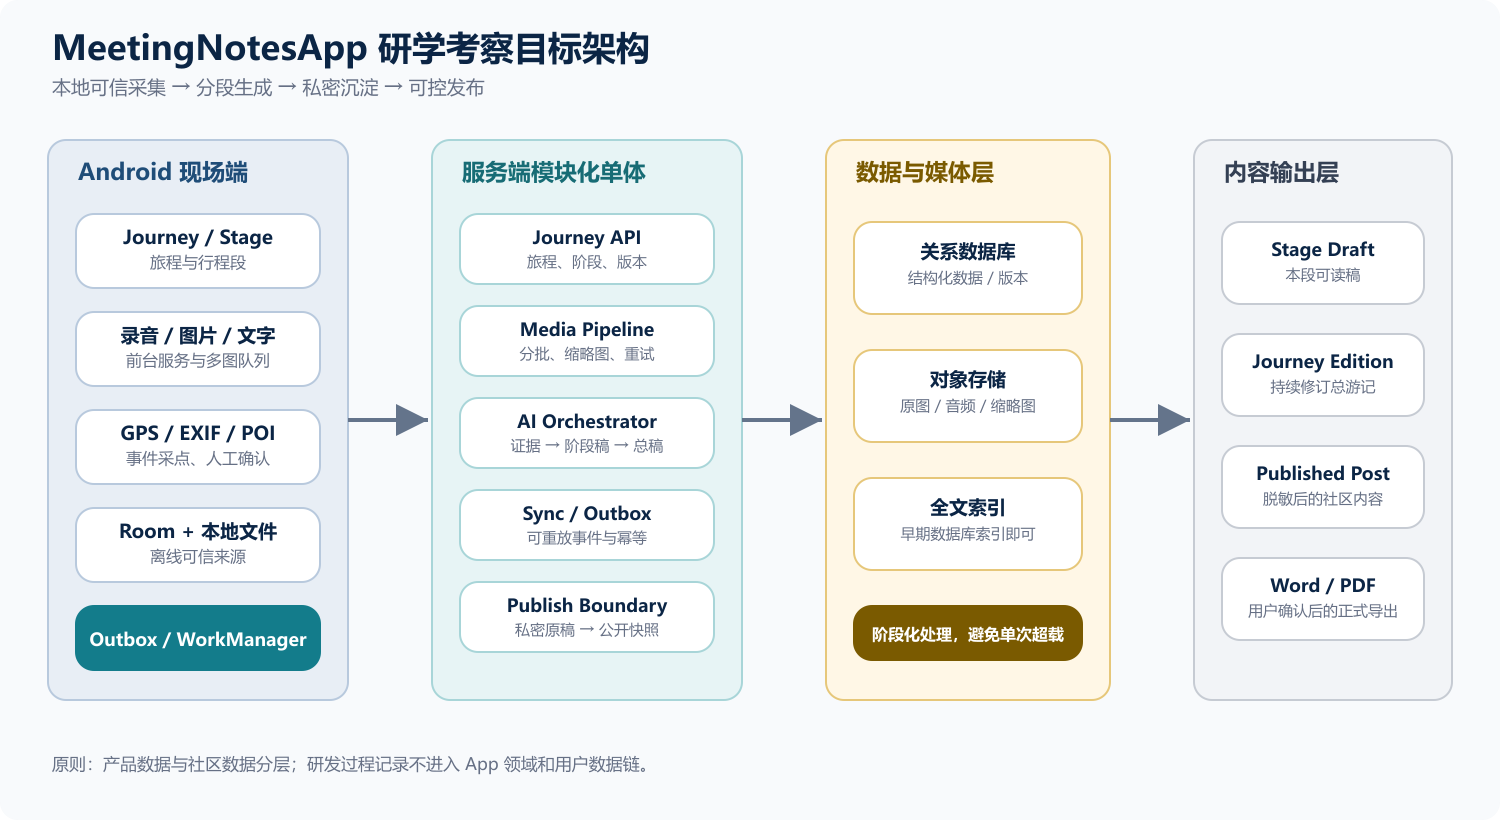 MeetingNotesApp 研学考察目标架构
本地可信采集 → 分段生成 → 私密沉淀 → 可控发布
Android 现场端
Journey / Stage
旅程与行程段
录音 / 图片 / 文字
前台服务与多图队列
GPS / EXIF / POI
事件采点、人工确认
Room + 本地文件
离线可信来源
Outbox / WorkManager
服务端模块化单体
Journey API
旅程、阶段、版本
Media Pipeline
分批、缩略图、重试
AI Orchestrator
证据 → 阶段稿 → 总稿
Sync / Outbox
可重放事件与幂等
Publish Boundary
私密原稿 → 公开快照
数据与媒体层
关系数据库
结构化数据 / 版本
对象存储
原图 / 音频 / 缩略图
全文索引
早期数据库索引即可
阶段化处理，避免单次超载
内容输出层
Stage Draft
本段可读稿
Journey Edition
持续修订总游记
Published Post
脱敏后的社区内容
Word / PDF
用户确认后的正式导出
原则：产品数据与社区数据分层；研发过程记录不进入 App 领域和用户数据链。